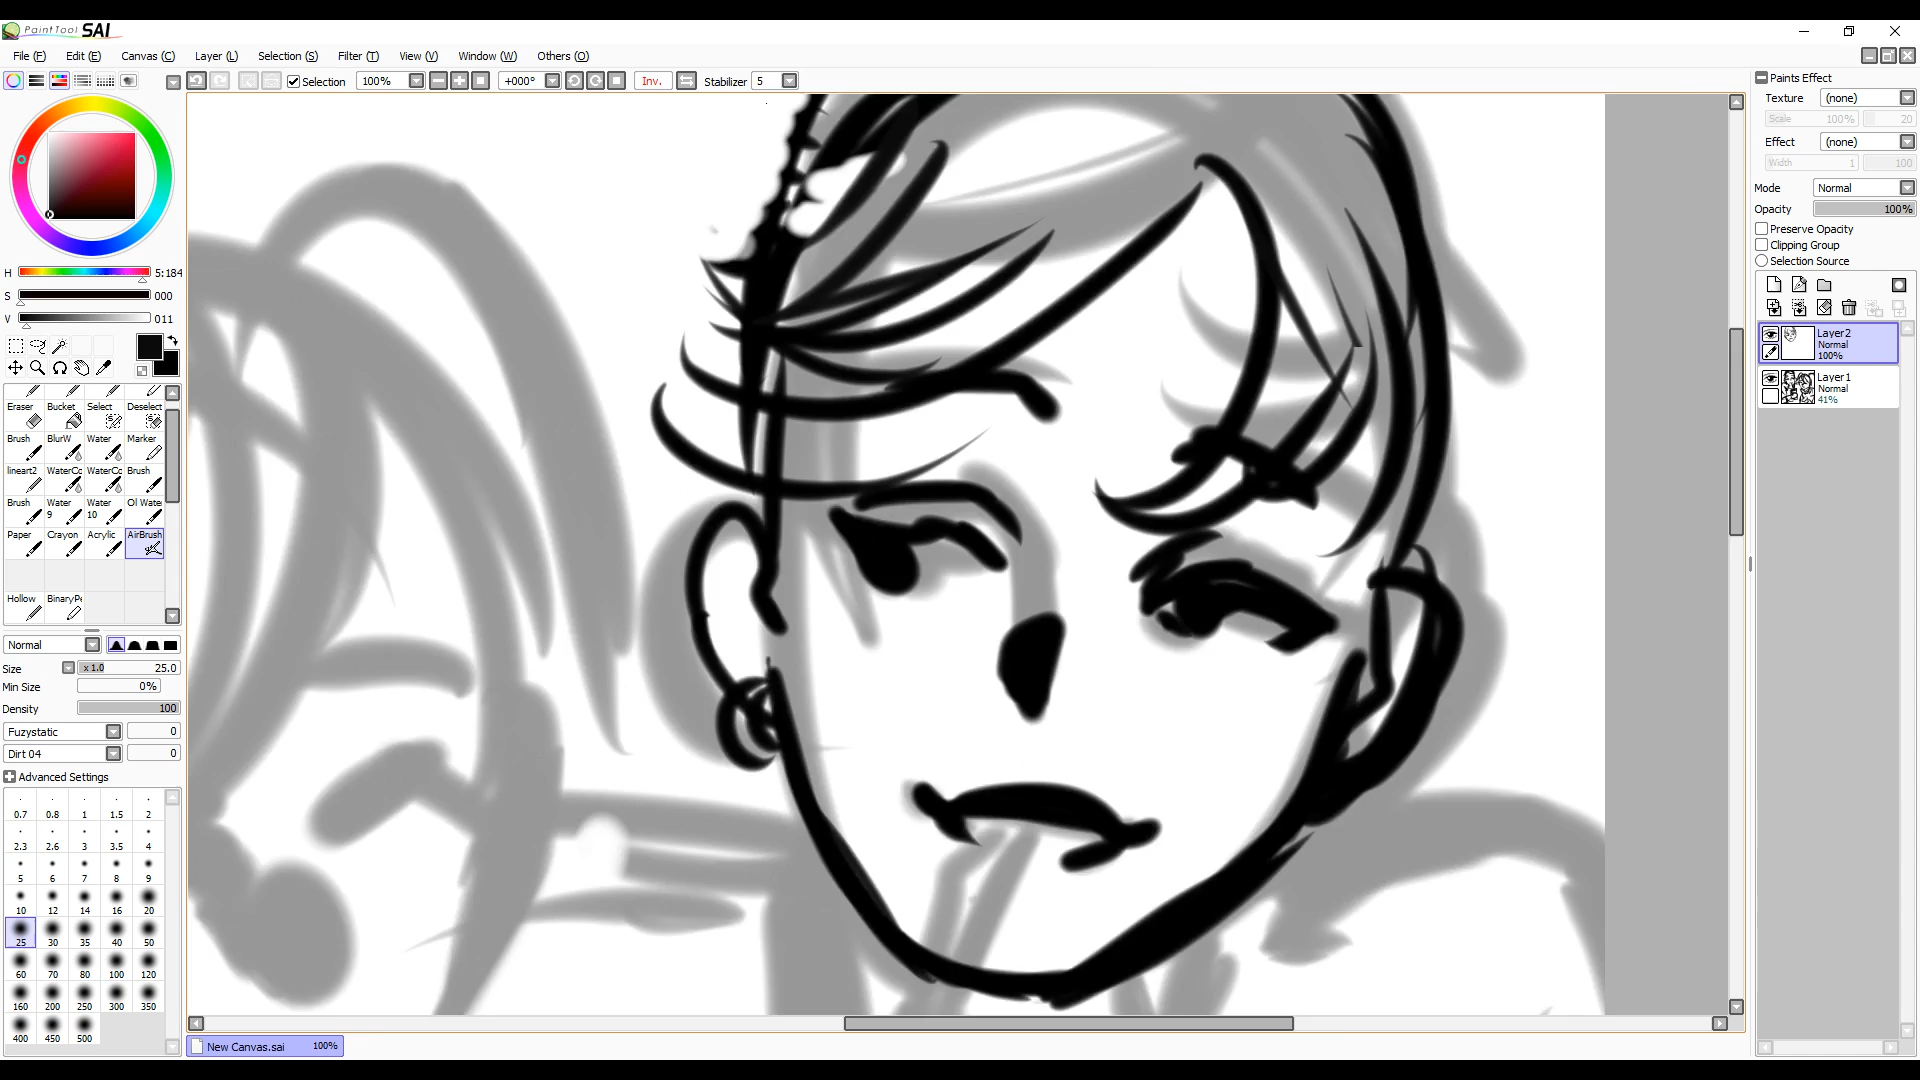 PaintTool SAI
File (F) Edit (E) Canvas (C) Layer (L) Selection (S) Filter (T) View (V) Window (W) Others (O)
Selection 100% +000° Inv. Stabilizer 5
H 5:184
S 000
V 011
Eraser Bucket Select Deselect
Brush BlurW Water Marker
lineart2 WaterCo WaterCo Brush
Brush Water 9 Water 10 Ol Wate
Paper Crayon Acrylic AirBrush
Hollow BinaryPe
Normal
Size x 1.0 25.0
Min Size 0%
Density 100
Fuzystatic 0
Dirt 04 0
Advanced Settings
0.7 0.8 1 1.5 2
2.3 2.6 3 3.5 4
5 6 7 8 9
10 12 14 16 20
25 30 35 40 50
60 70 80 100 120
160 200 250 300 350
400 450 500
New Canvas.sai 100%
Paints Effect
Texture (none)
Scale 100% 20
Effect (none)
Width 1 100
Mode Normal
Opacity 100%
Preserve Opacity
Clipping Group
Selection Source
Layer2
Normal
100%
Layer1
Normal
41%